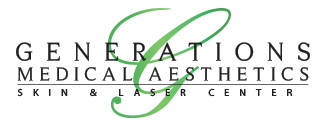 G
GENERATIONS
MEDICAL AESTHETICS
SKIN & LASER CENTER